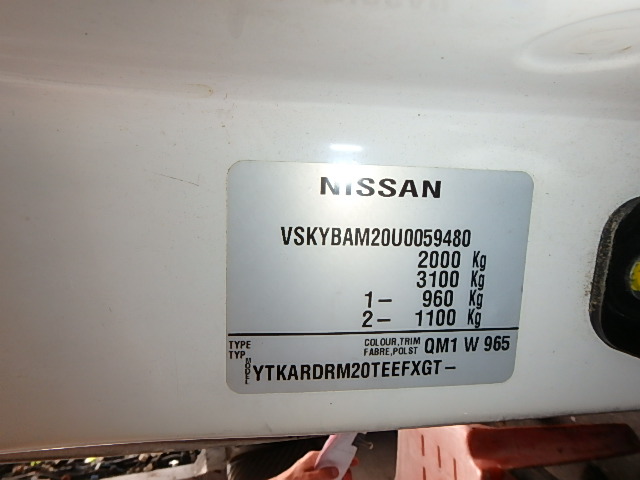 NISSAN
VSKYBAM20U0059480
2000 Kg
3100 Kg
1- 960 Kg
2- 1100 Kg
TYPE COLOUR,TRIM
TYP FABRE,POLST QM1 W 965
MODEL YTKARDRM20TEEFXGT-